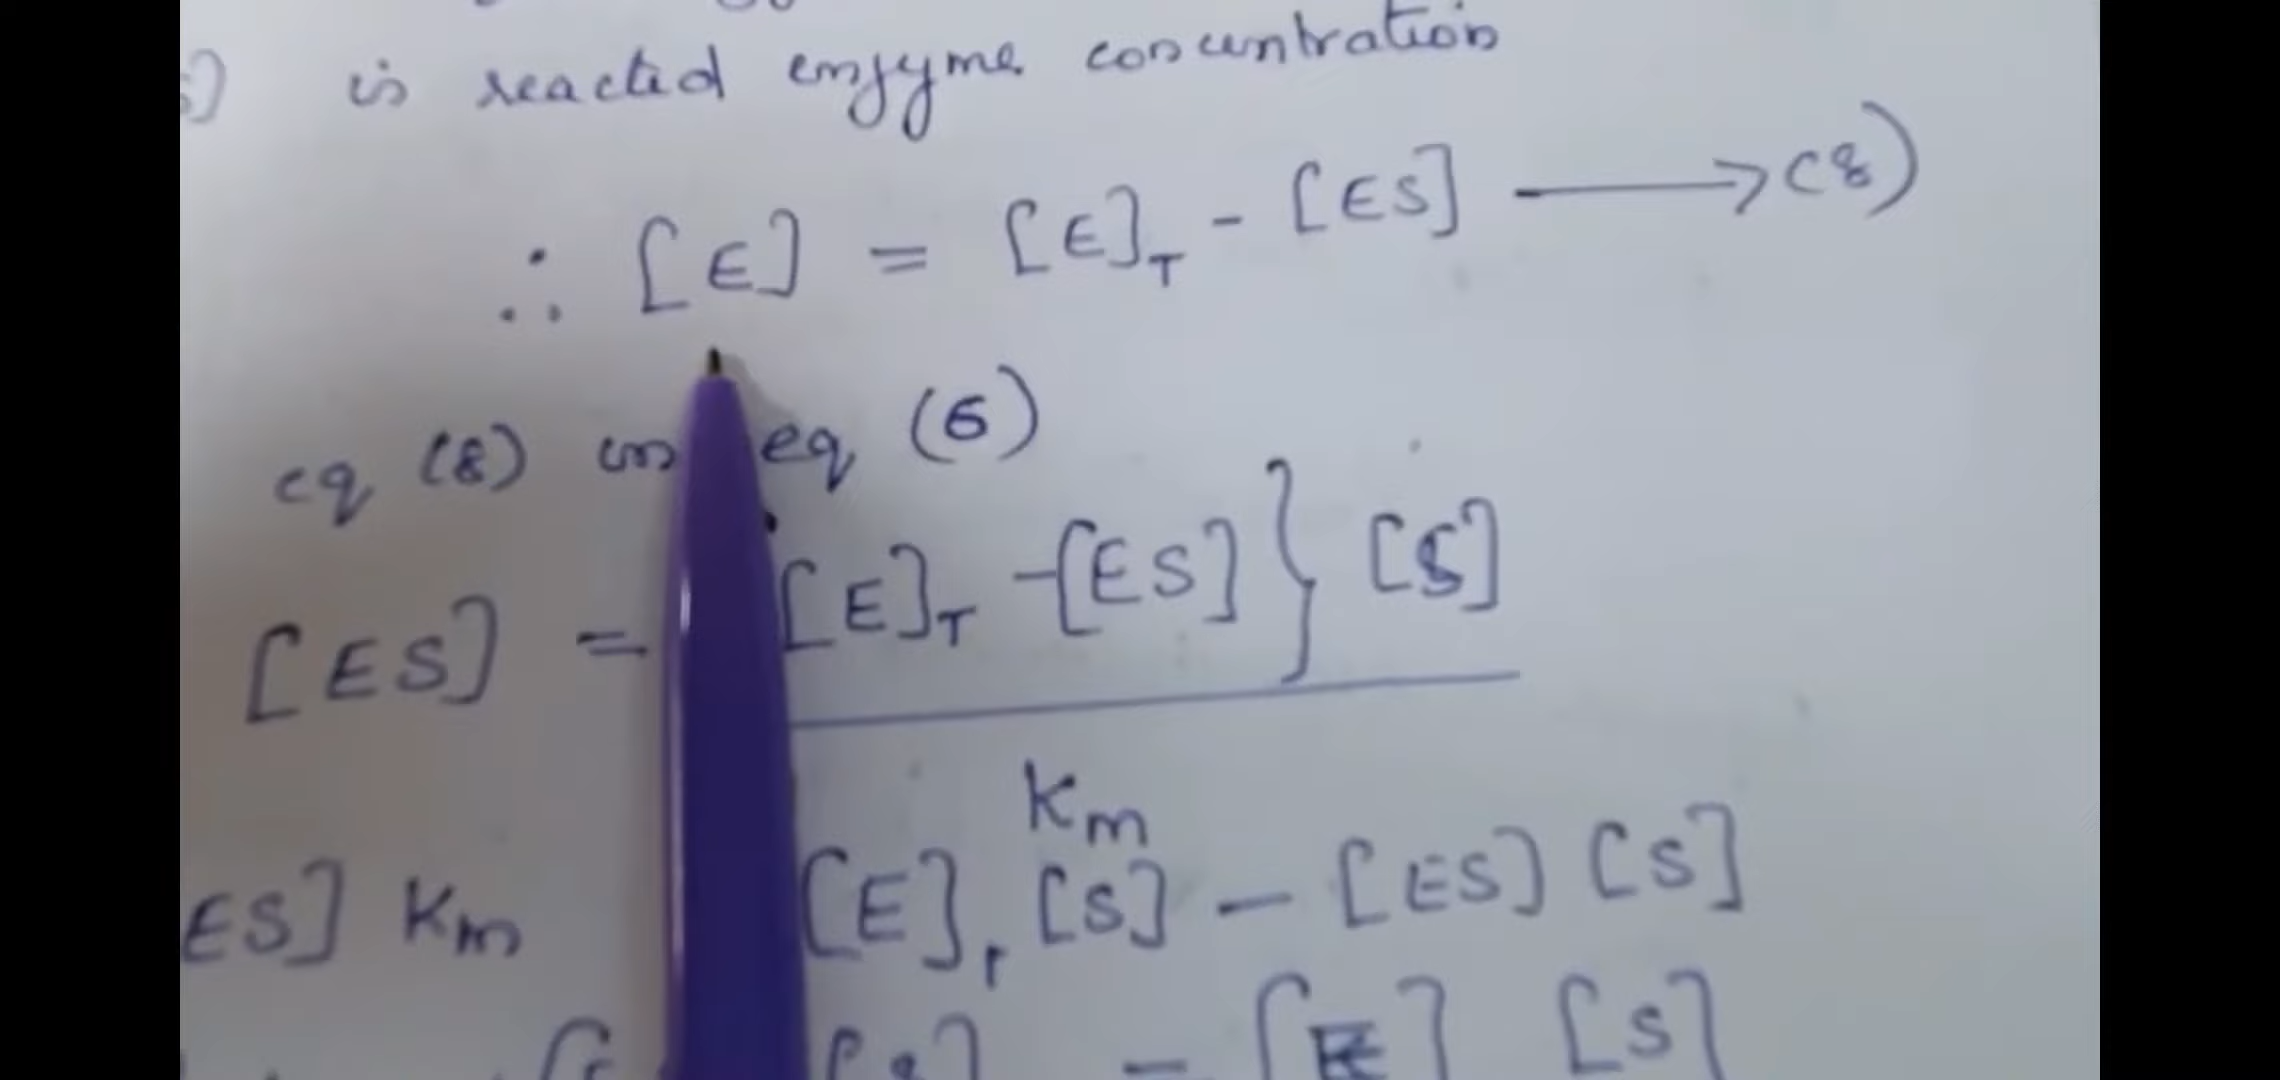 is reacted enzyme concentration
∴ [E] = [E]T - [ES] → (8)
eq (8) in eq (6)
[ES] = [E]T - [ES] } [S]
Km
ES] Km [E]T [S] - [ES] [S]
- [E] [S]